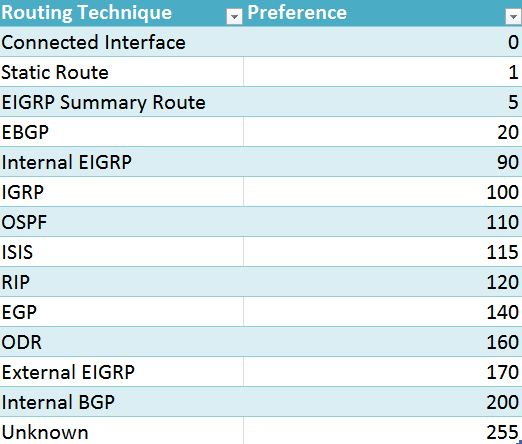 Routing Technique Preference
Connected Interface 0
Static Route 1
EIGRP Summary Route 5
EBGP 20
Internal EIGRP 90
IGRP 100
OSPF 110
ISIS 115
RIP 120
EGP 140
ODR 160
External EIGRP 170
Internal BGP 200
Unknown 255